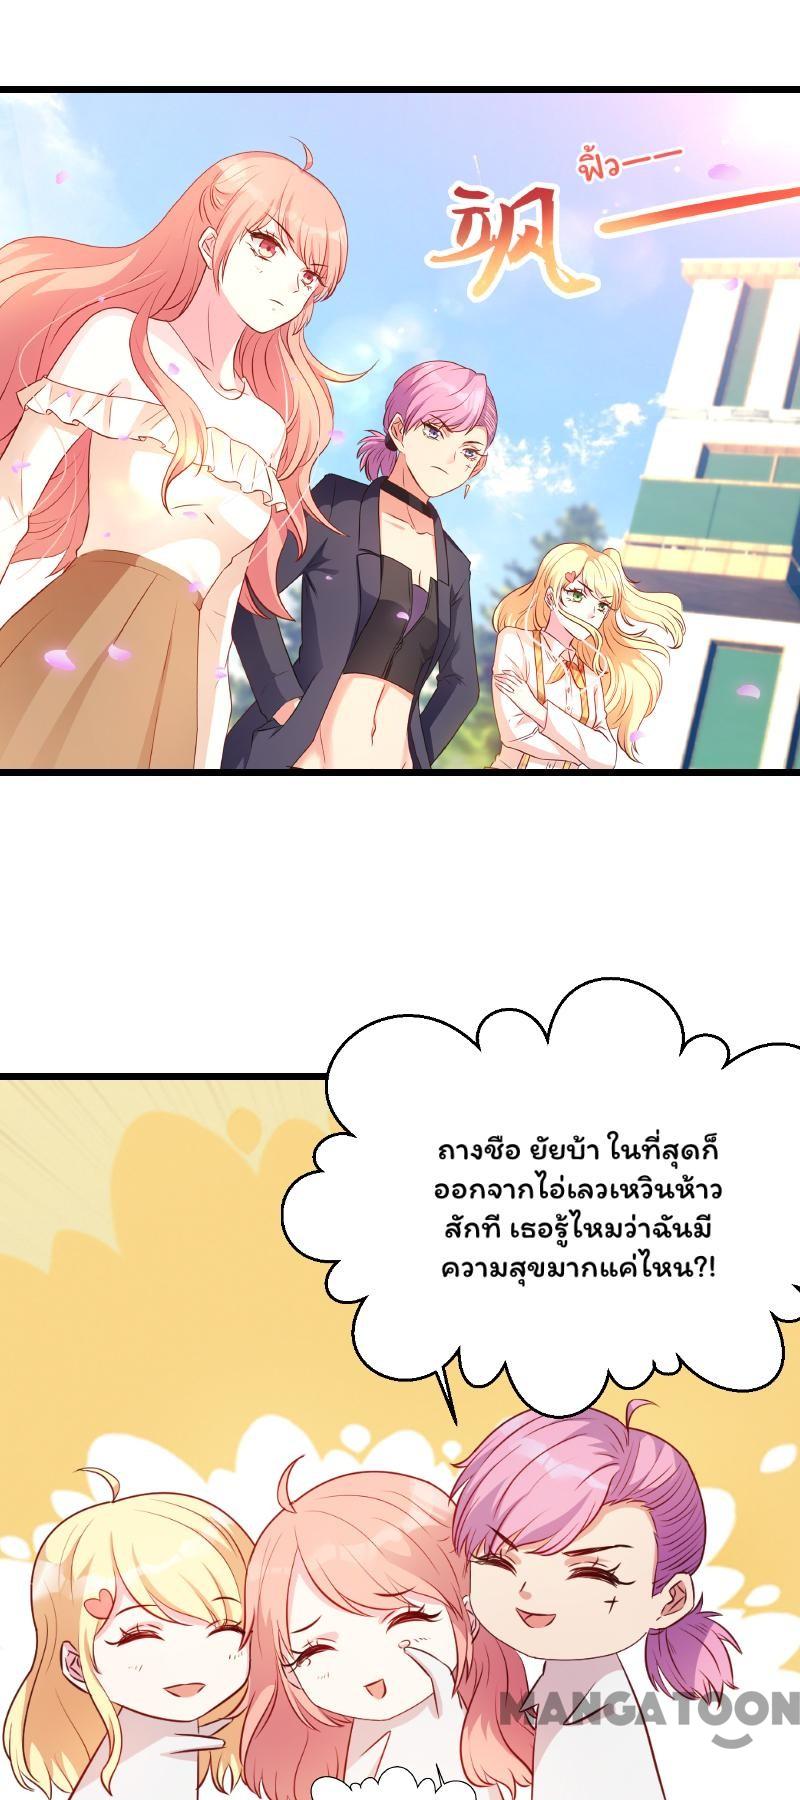 ฟิ้ว——
飒
ถางชือ ยัยบ้า ในที่สุดก็
ออกจากไอ่เลวเหวินห้าว
สักที เธอรู้ไหมว่าฉันมี
ความสุขมากแค่ไหน?!
MANGATOON